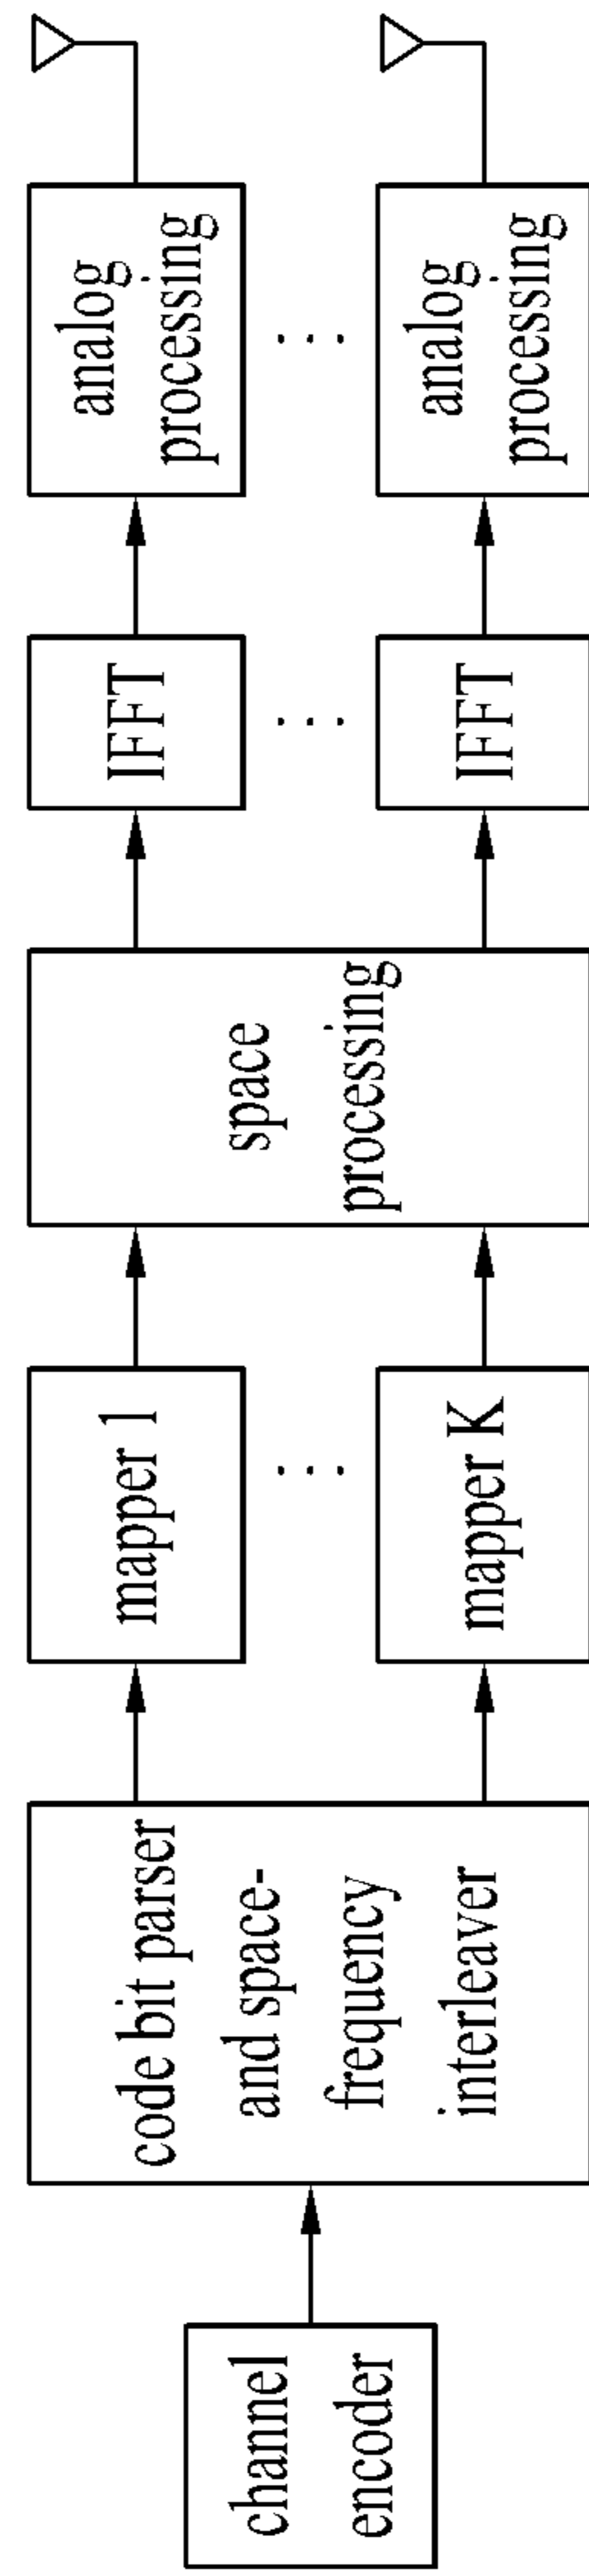 channel
encoder
code bit parser
and space-
frequency
interleaver
mapper 1
...
mapper K
space
processing
IFFT
...
IFFT
analog
processing
...
analog
processing